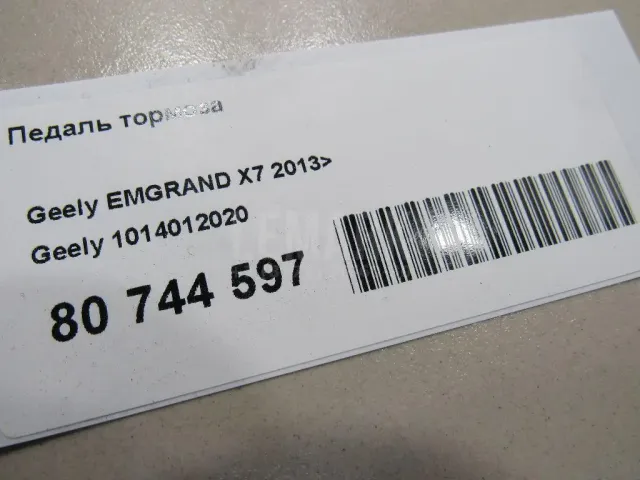 Педаль тормоза
Geely EMGRAND X7 2013>
Geely 1014012020
80 744 597